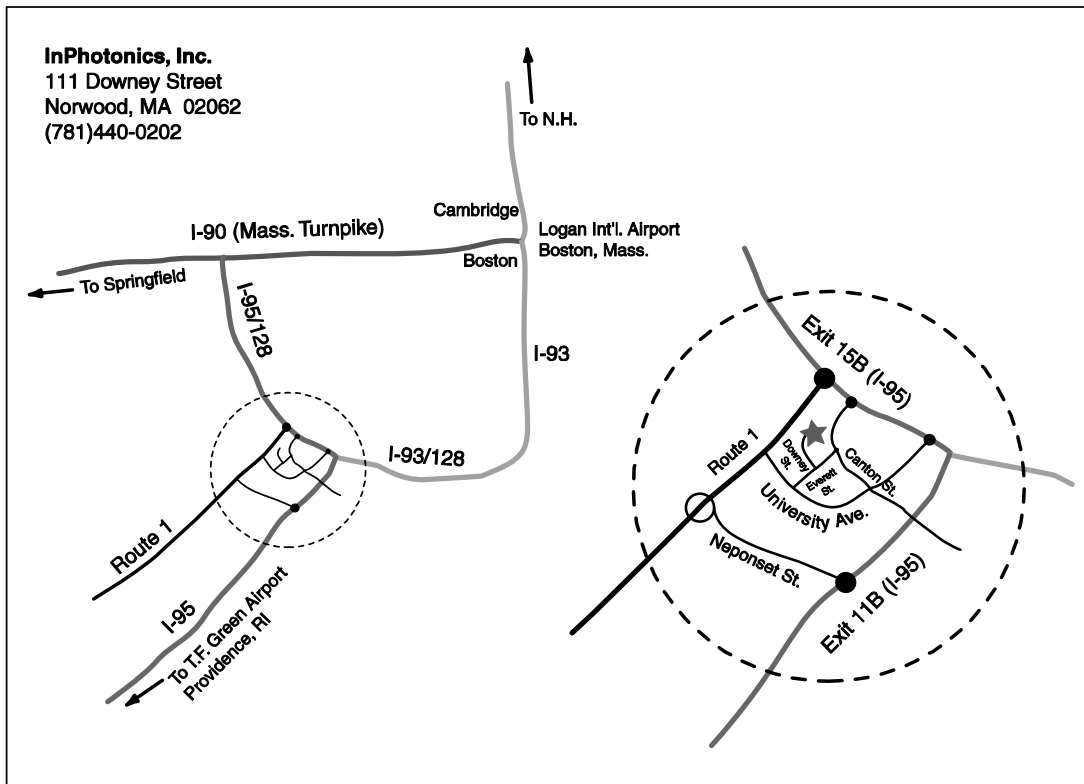 InPhotonics, Inc.
111 Downey Street
Norwood, MA  02062
(781)440-0202
To N.H.
Cambridge
I-90 (Mass. Turnpike)
Logan Int'l. Airport
Boston, Mass.
Boston
To Springfield
I-95/128
I-93
I-93/128
Route 1
I-95
To T.F. Green Airport
Providence, RI
Exit 15B (I-95)
Route 1
Downey
St.
Everett
St.
Canton St.
University Ave.
Neponset St.
Exit 11B (I-95)